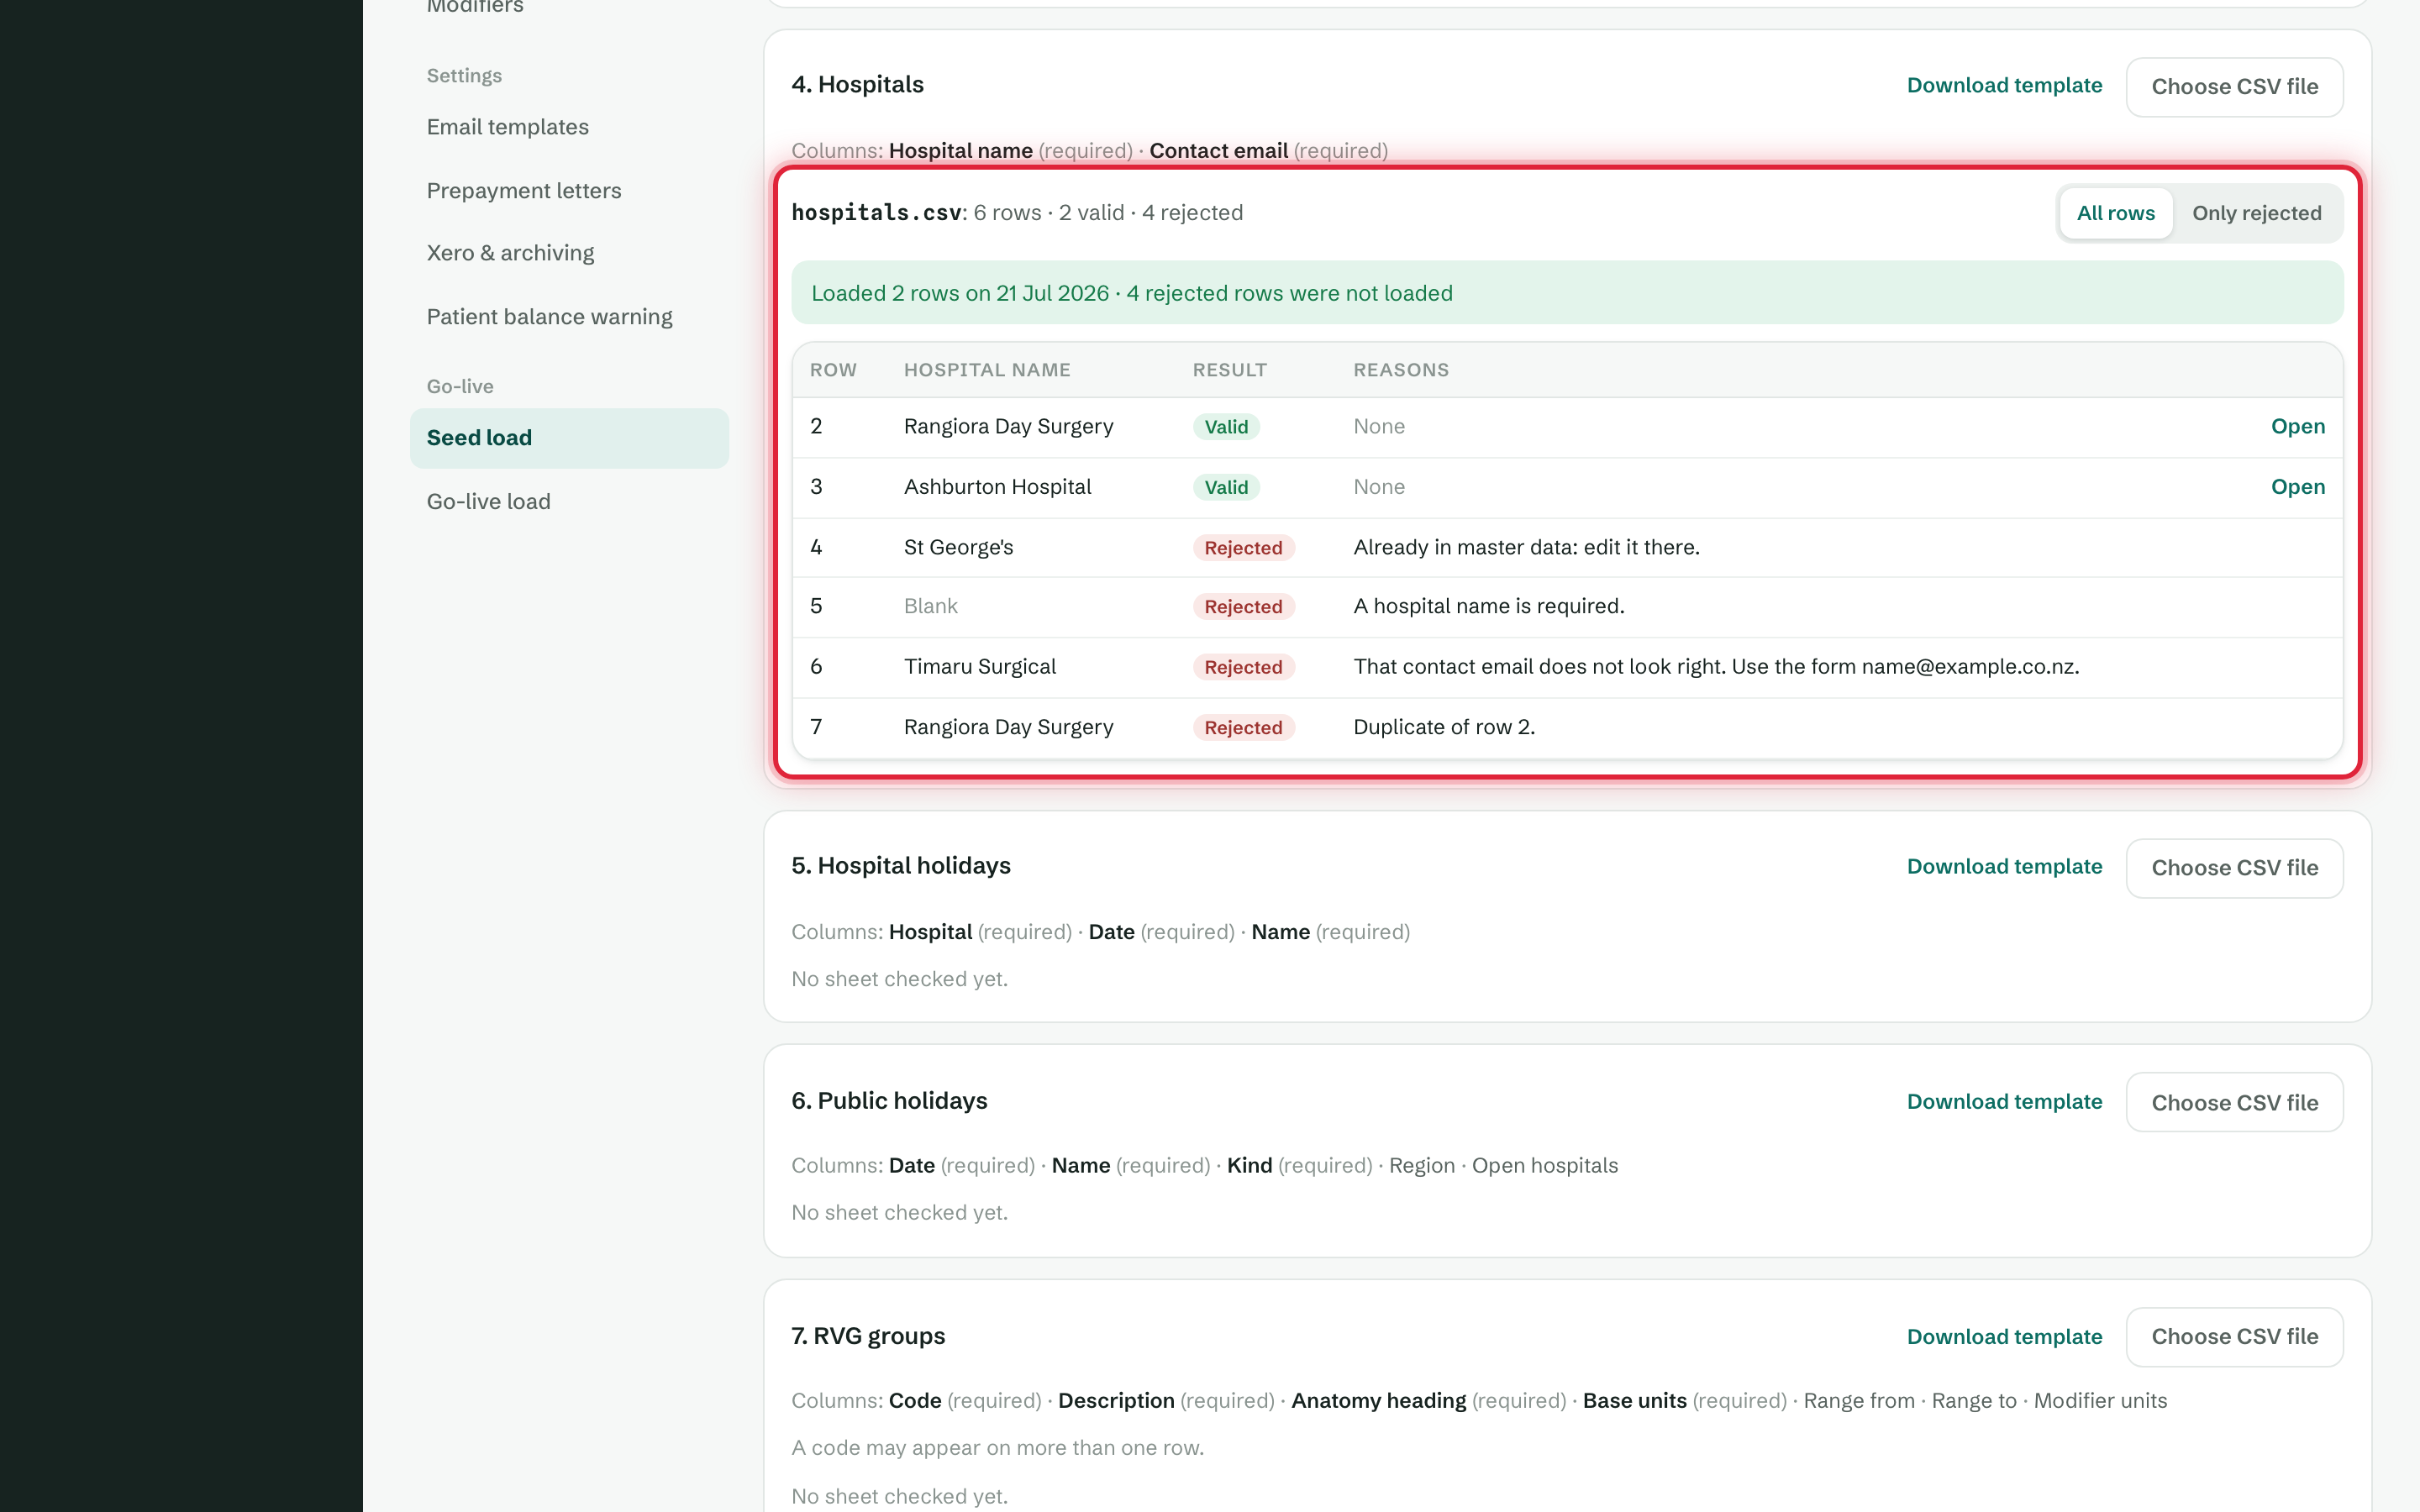 Modifiers
Settings
Email templates
Prepayment letters
Xero & archiving
Patient balance warning
Go-live
Seed load
Go-live load
4. Hospitals
Download template
Choose CSV file
Columns: Hospital name (required) · Contact email (required)
hospitals.csv: 6 rows · 2 valid · 4 rejected
All rows
Only rejected
Loaded 2 rows on 21 Jul 2026 · 4 rejected rows were not loaded
ROW HOSPITAL NAME RESULT REASONS
2 Rangiora Day Surgery Valid None Open
3 Ashburton Hospital Valid None Open
4 St George's Rejected Already in master data: edit it there.
5 Blank Rejected A hospital name is required.
6 Timaru Surgical Rejected That contact email does not look right. Use the form name@example.co.nz.
7 Rangiora Day Surgery Rejected Duplicate of row 2.
5. Hospital holidays
Download template
Choose CSV file
Columns: Hospital (required) · Date (required) · Name (required)
No sheet checked yet.
6. Public holidays
Download template
Choose CSV file
Columns: Date (required) · Name (required) · Kind (required) · Region · Open hospitals
No sheet checked yet.
7. RVG groups
Download template
Choose CSV file
Columns: Code (required) · Description (required) · Anatomy heading (required) · Base units (required) · Range from · Range to · Modifier units
A code may appear on more than one row.
No sheet checked yet.